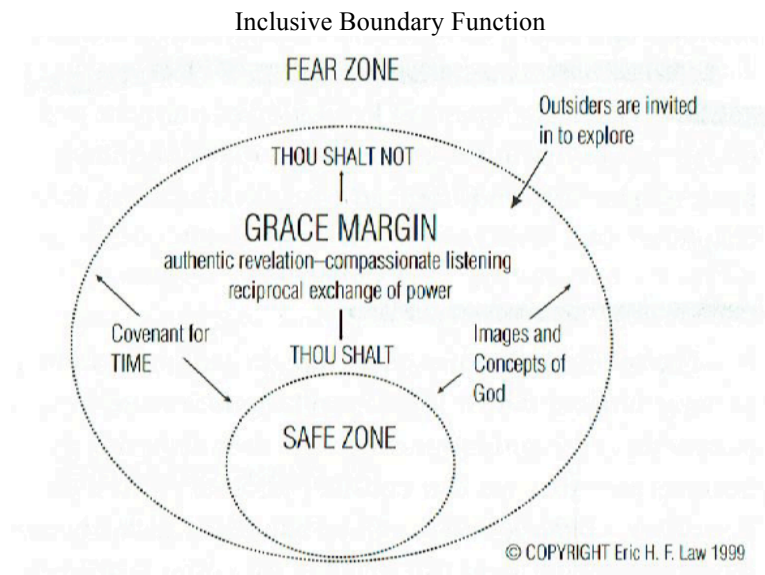 Inclusive Boundary Function
FEAR ZONE
Outsiders are invited
in to explore
THOU SHALT NOT
GRACE MARGIN
authentic revelation–compassionate listening
reciprocal exchange of power
Covenant for
TIME
THOU SHALT
Images and
Concepts of
God
SAFE ZONE
© COPYRIGHT Eric H. F. Law 1999